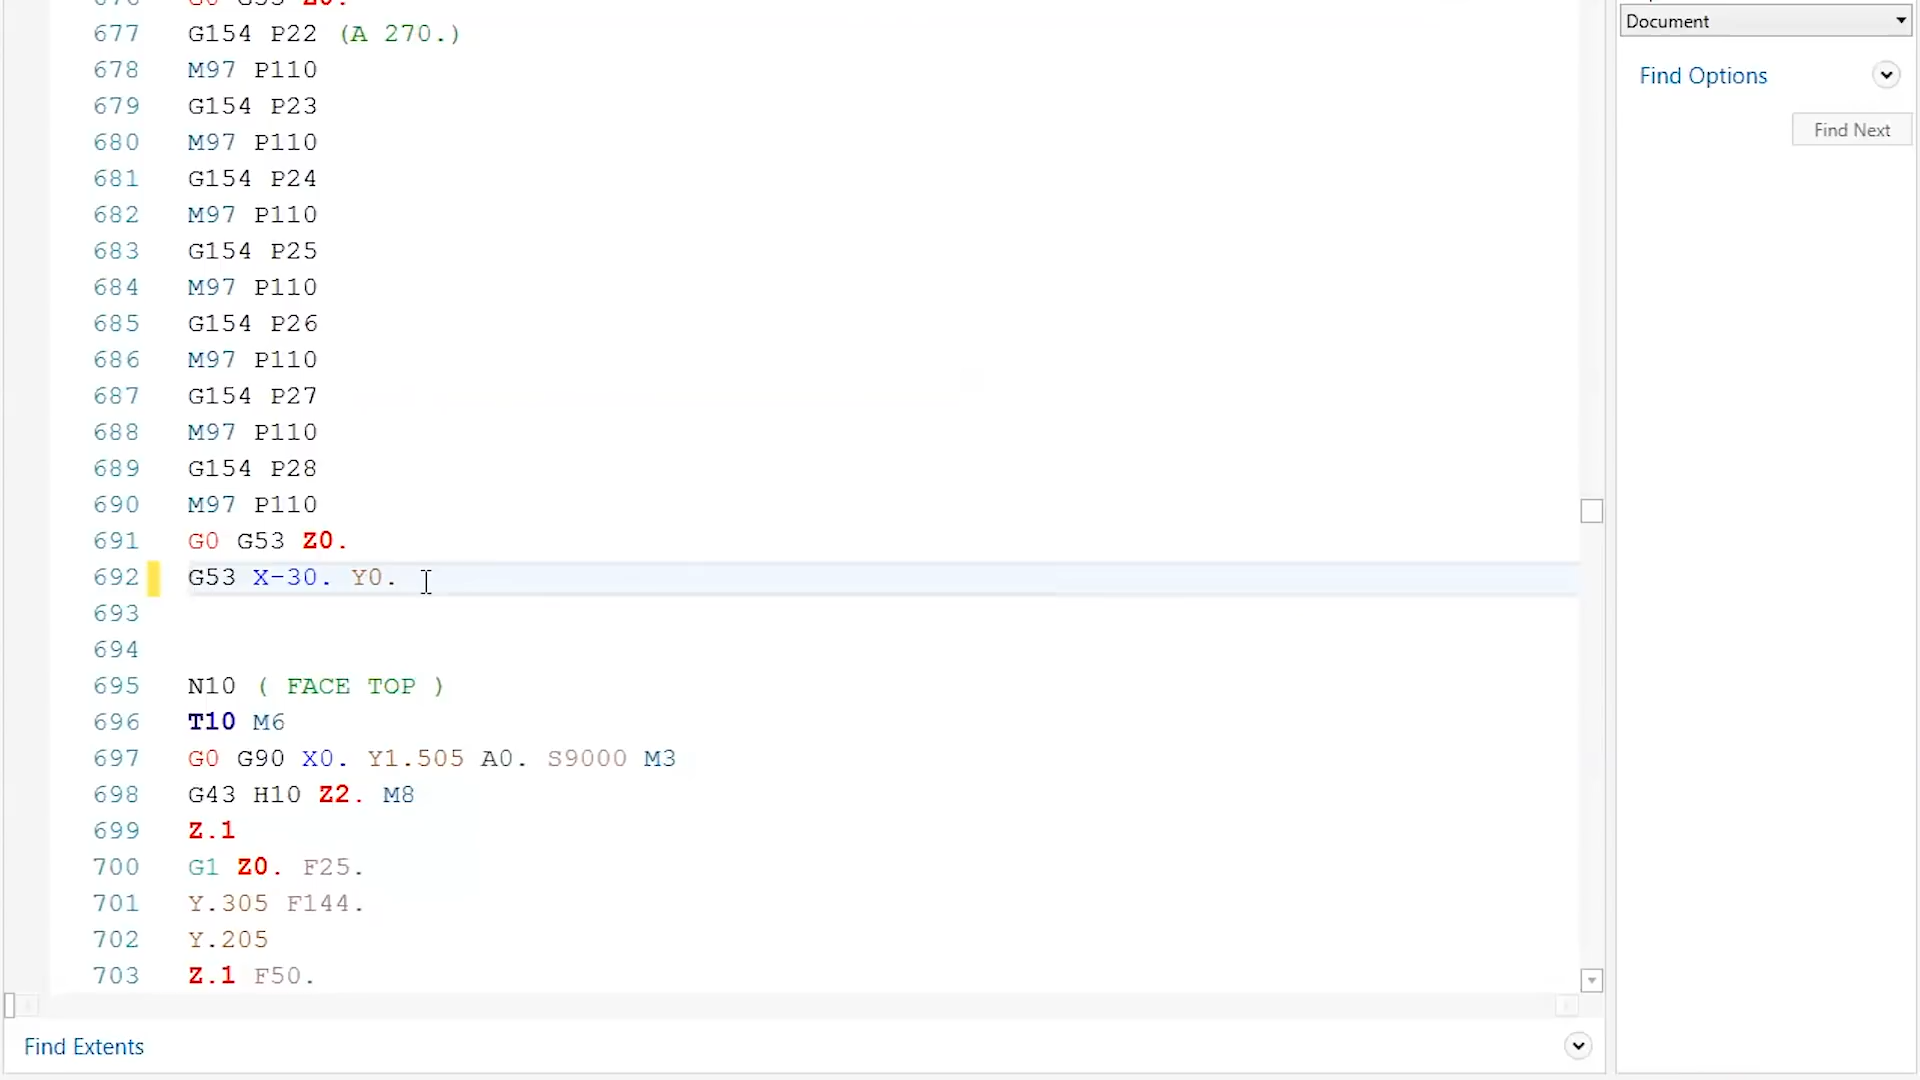 676 G0 G53 Z0.
677 G154 P22 (A 270.)
678 M97 P110
679 G154 P23
680 M97 P110
681 G154 P24
682 M97 P110
683 G154 P25
684 M97 P110
685 G154 P26
686 M97 P110
687 G154 P27
688 M97 P110
689 G154 P28
690 M97 P110
691 G0 G53 Z0.
692 G53 X-30. Y0.
693
694
695 N10 ( FACE TOP )
696 T10 M6
697 G0 G90 X0. Y1.505 A0. S9000 M3
698 G43 H10 Z2. M8
699 Z.1
700 G1 Z0. F25.
701 Y.305 F144.
702 Y.205
703 Z.1 F50.
Find Extents
Document
Find Options
Find Next